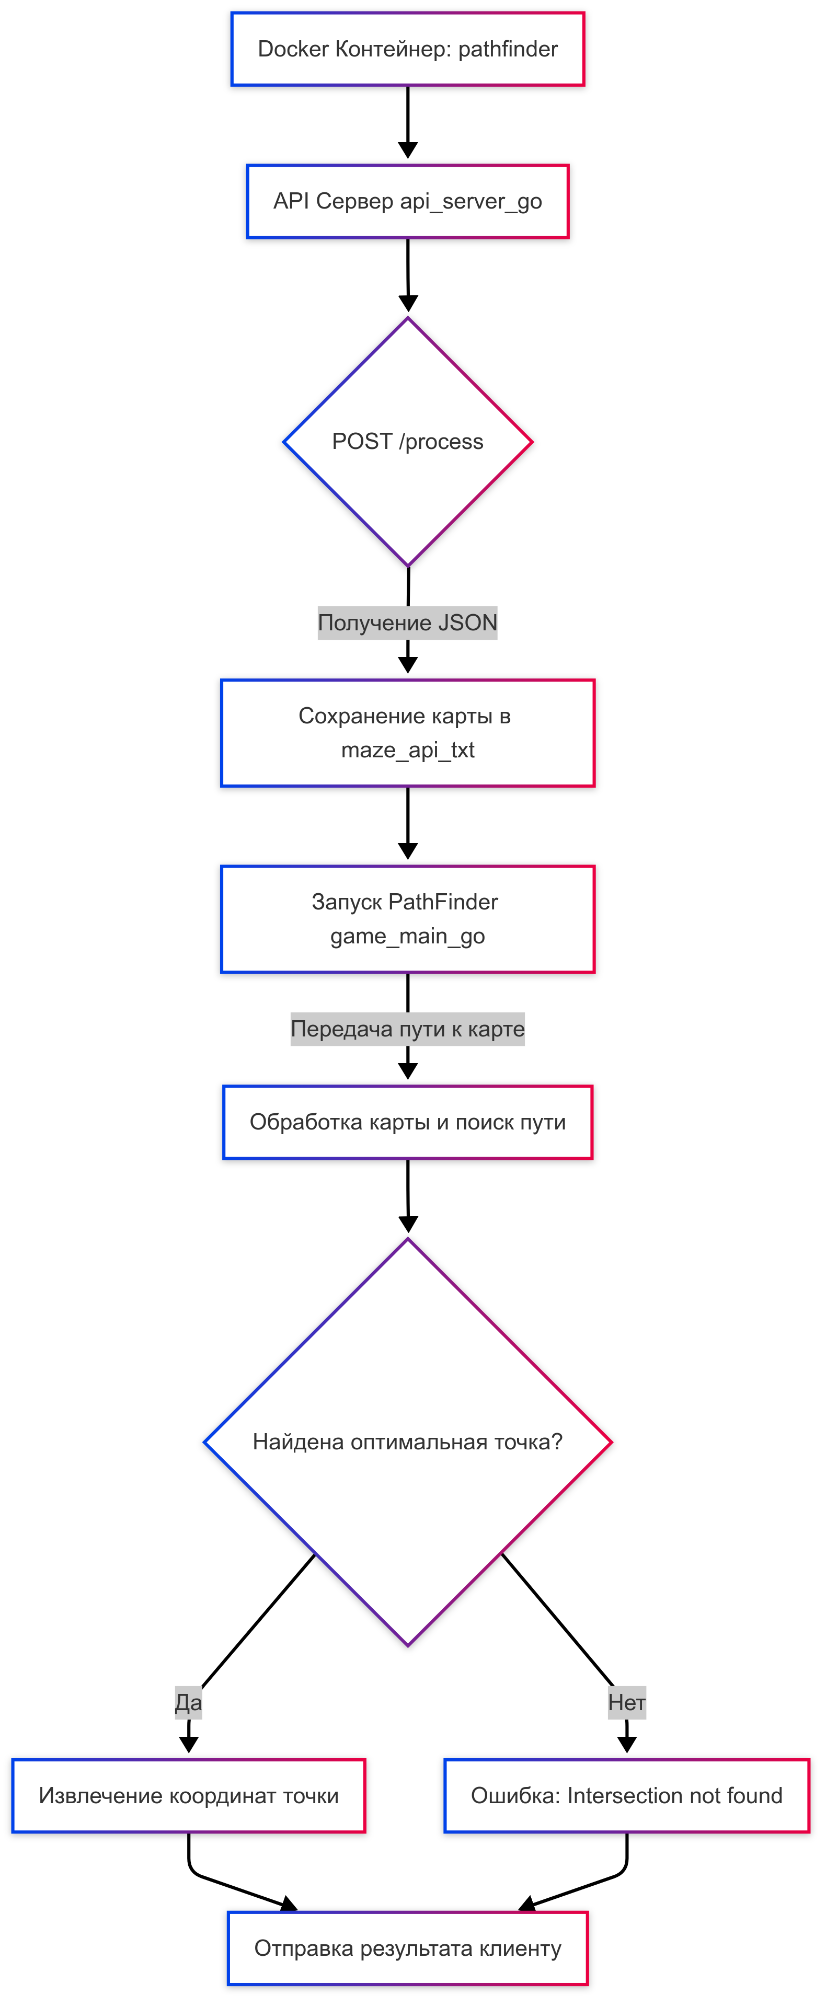 Docker Контейнер: pathfinder
API Сервер api_server_go
POST /process
Получение JSON
Сохранение карты в
maze_api_txt
Запуск PathFinder
game_main_go
Передача пути к карте
Обработка карты и поиск пути
Найдена оптимальная точка?
Да
Нет
Извлечение координат точки
Ошибка: Intersection not found
Отправка результата клиенту